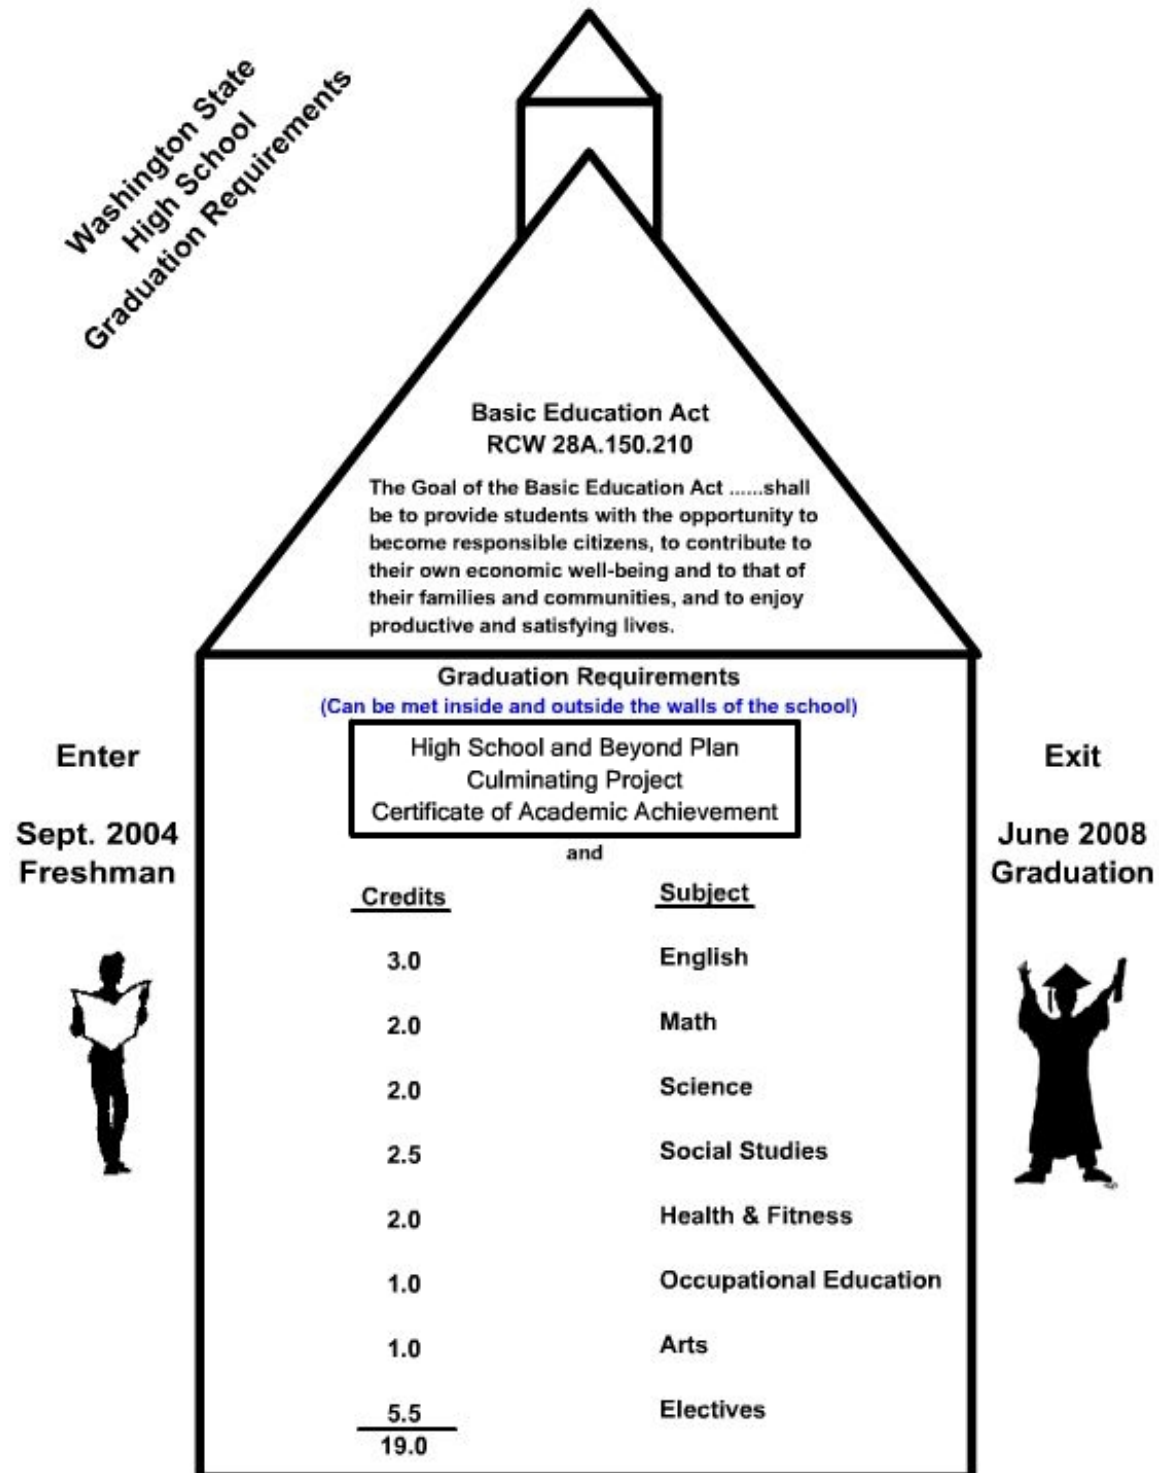 Washington State
High School
Graduation Requirements
Basic Education Act
RCW 28A.150.210
The Goal of the Basic Education Act ......shall
be to provide students with the opportunity to
become responsible citizens, to contribute to
their own economic well-being and to that of
their families and communities, and to enjoy
productive and satisfying lives.
Graduation Requirements
(Can be met inside and outside the walls of the school)
High School and Beyond Plan
Culminating Project
Certificate of Academic Achievement
and
Enter
Sept. 2004
Freshman
Exit
June 2008
Graduation
Credits Subject
3.0 English
2.0 Math
2.0 Science
2.5 Social Studies
2.0 Health & Fitness
1.0 Occupational Education
1.0 Arts
5.5 Electives
19.0